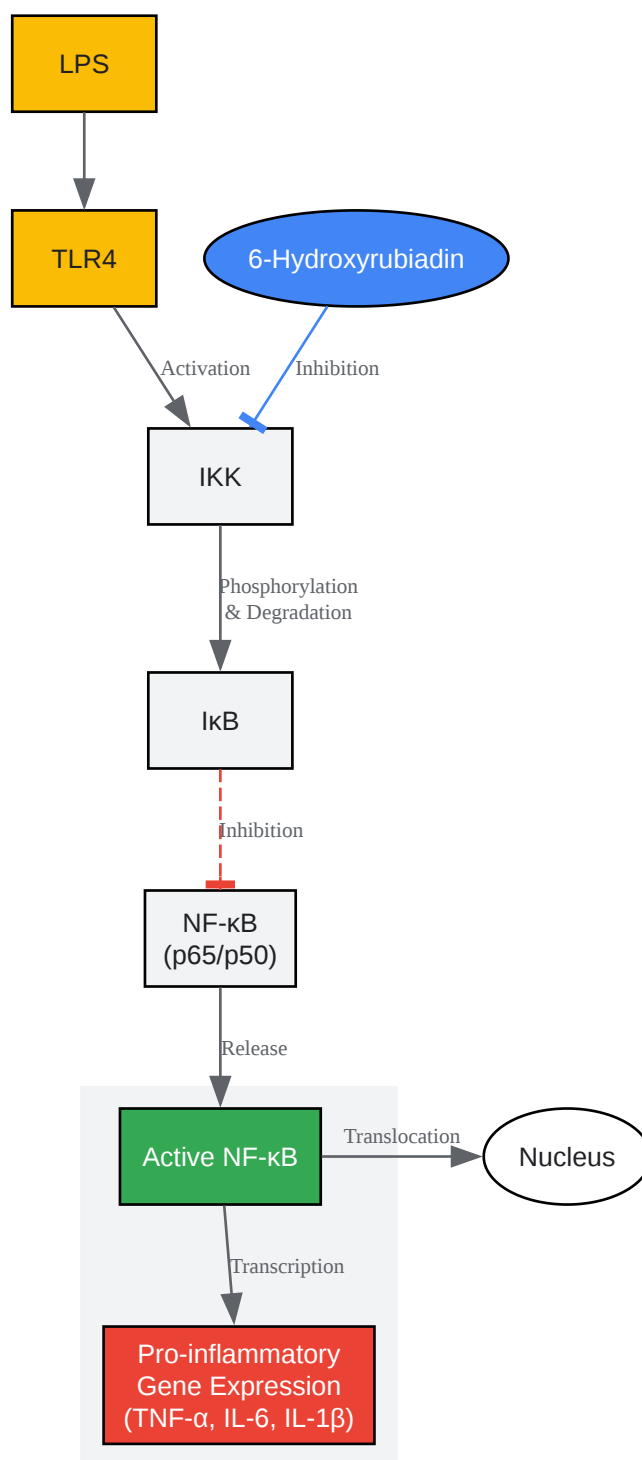 LPS
TLR4
6-Hydroxyrubiadin
Activation
Inhibition
IKK
Phosphorylation
& Degradation
IκB
Inhibition
NF-κB
(p65/p50)
Release
Active NF-κB
Translocation
Nucleus
Transcription
Pro-inflammatory
Gene Expression
(TNF-α, IL-6, IL-1β)